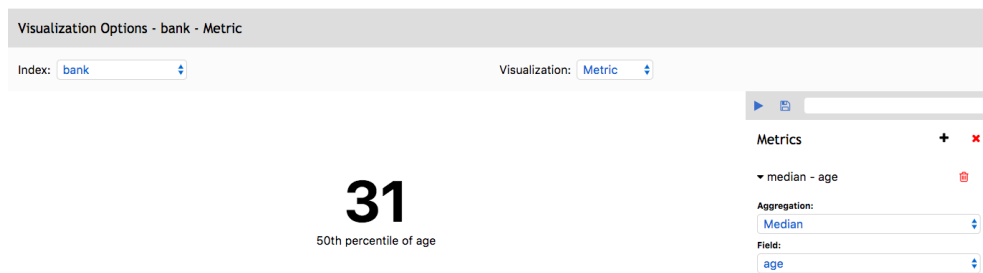 Visualization Options - bank - Metric
Index: bank Visualization: Metric
Metrics
median - age
Aggregation:
Median
Field:
age
31
50th percentile of age